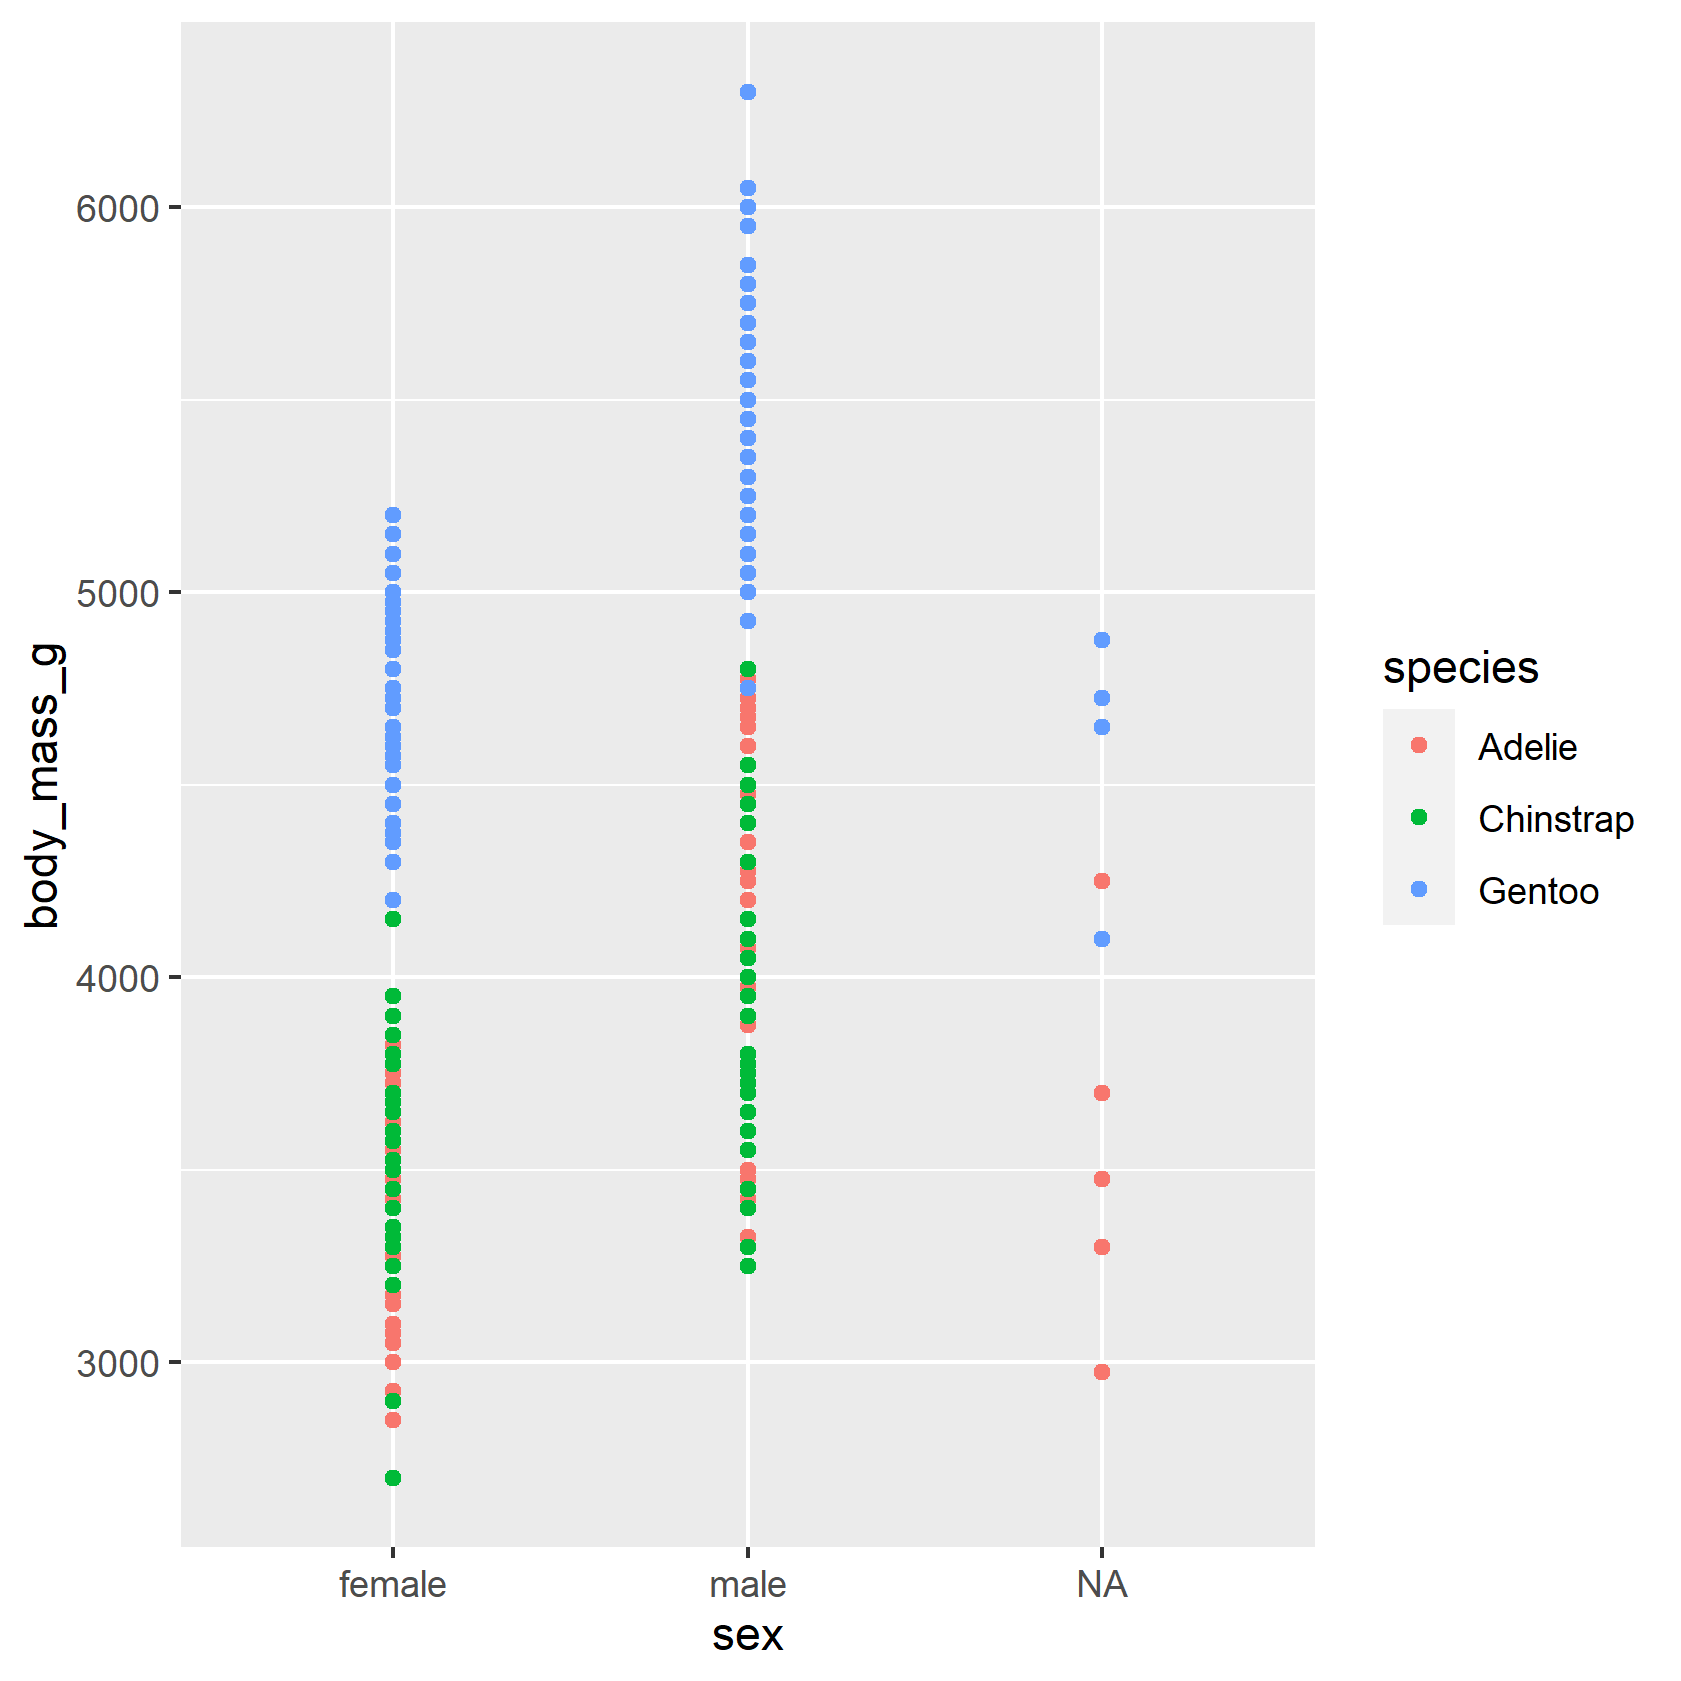 6000
5000
4000
3000
body_mass_g
female male NA
sex
species
Adelie
Chinstrap
Gentoo